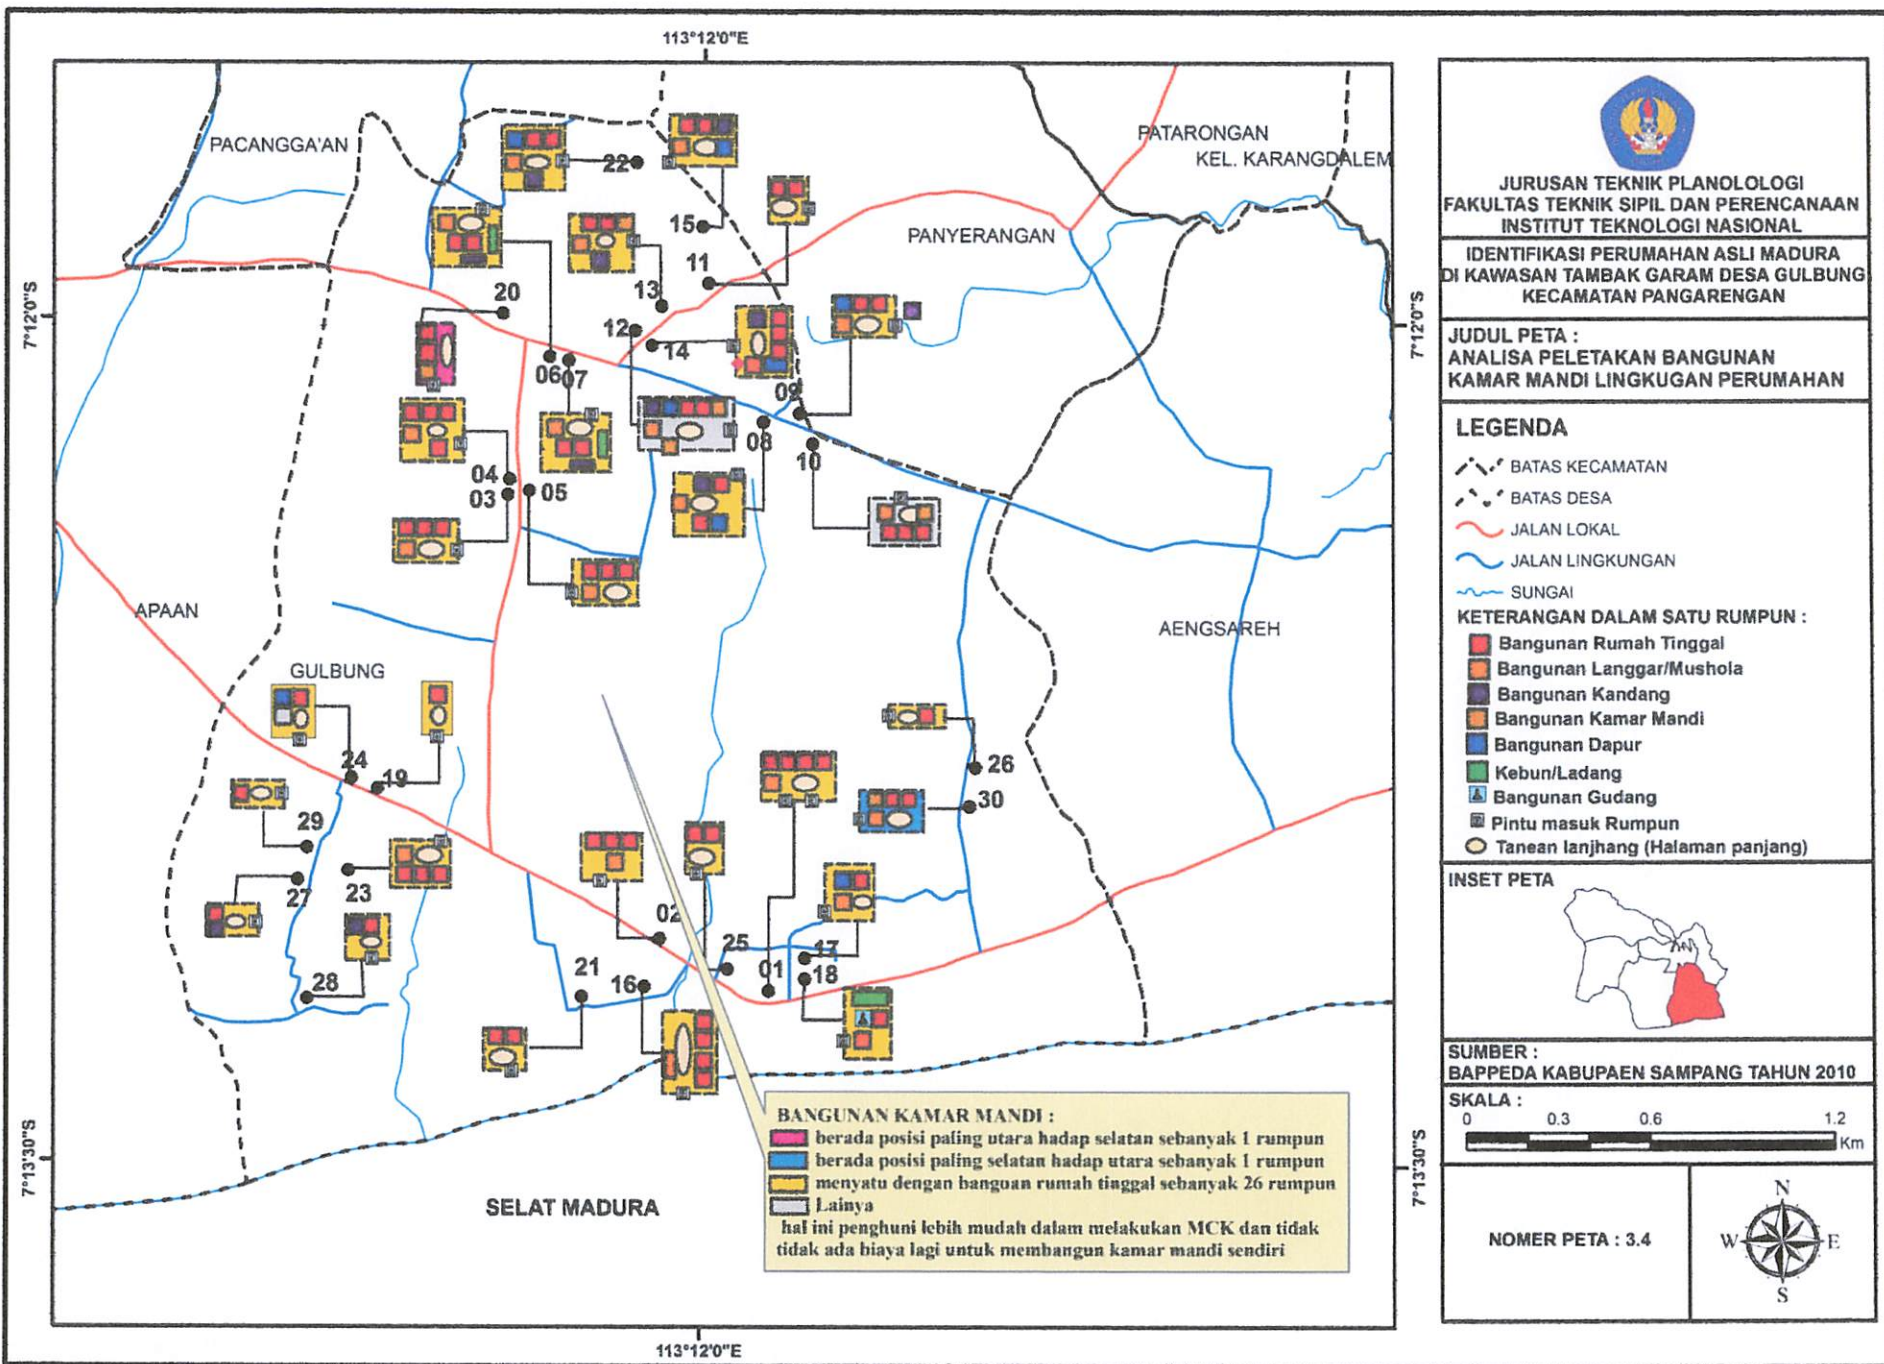 113°12'0"E
PACANGGA'AN
PATARONGAN
KEL. KARANGDALEM
PANYERANGAN
APAAN
GULBUNG
AENGSAREH
SELAT MADURA
7°12'0"S
7°12'0"S
7°13'30"S
7°13'30"S
113°12'0"E
22
15
11
20
13
12
14
06
07
09
08
10
04
03
05
24
19
29
27
23
28
26
30
02
25
17
01
18
21
16
BANGUNAN KAMAR MANDI :
berada posisi paling utara hadap selatan sebanyak 1 rumpun
berada posisi paling selatan hadap utara sebanyak 1 rumpun
menyatu dengan banguan rumah tinggal sebanyak 26 rumpun
Lainya
hal ini penghuni lebih mudah dalam melakukan MCK dan tidak
tidak ada biaya lagi untuk membangun kamar mandi sendiri
JURUSAN TEKNIK PLANOLOLOGI
FAKULTAS TEKNIK SIPIL DAN PERENCANAAN
INSTITUT TEKNOLOGI NASIONAL
IDENTIFIKASI PERUMAHAN ASLI MADURA
DI KAWASAN TAMBAK GARAM DESA GULBUNG
KECAMATAN PANGARENGAN
JUDUL PETA :
ANALISA PELETAKAN BANGUNAN
KAMAR MANDI LINGKUGAN PERUMAHAN
LEGENDA
BATAS KECAMATAN
BATAS DESA
JALAN LOKAL
JALAN LINGKUNGAN
SUNGAI
KETERANGAN DALAM SATU RUMPUN :
Bangunan Rumah Tinggal
Bangunan Langgar/Mushola
Bangunan Kandang
Bangunan Kamar Mandi
Bangunan Dapur
Kebun/Ladang
Bangunan Gudang
Pintu masuk Rumpun
Tanean lanjhang (Halaman panjang)
INSET PETA
SUMBER :
BAPPEDA KABUPAEN SAMPANG TAHUN 2010
SKALA :
0 0.3 0.6 1.2
Km
NOMER PETA : 3.4
N
W E
S